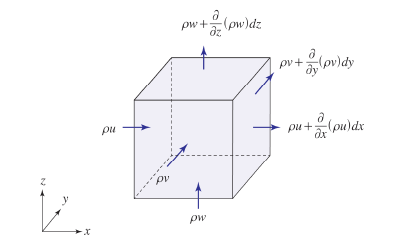 ρw + ∂/∂z (ρw)dz
ρv + ∂/∂y (ρv)dy
ρu
ρu + ∂/∂x (ρu)dx
ρv
ρw
z
y
x